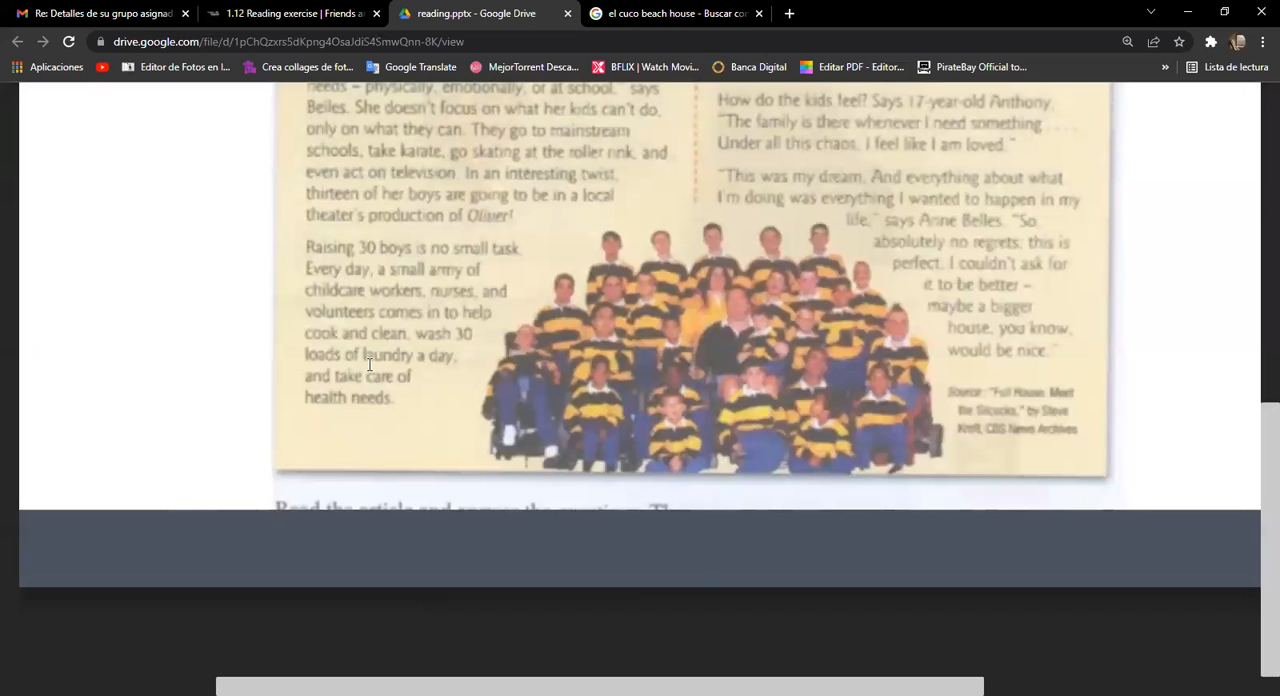 Re: Detalles de su grupo asignad
1.12 Reading exercise | Friends a
reading.pptx - Google Drive
el cuco beach house - Buscar co
drive.google.com/file/d/1pChQzxrs5dKpng4OsaJdiS4SmwQnn-8K/view
Aplicaciones
Editor de Fotos en l...
Crea collages de fot...
Google Translate
MejorTorrent Desca...
BFLIX | Watch Movi...
Banca Digital
Editar PDF - Editor...
PirateBay Official to...
»
Lista de lectura
needs – physically, emotionally, or at school," says
Belles. She doesn't focus on what her kids can't do,
only on what they can. They go to mainstream
schools, take karate, go skating at the roller rink, and
even act on television. In an interesting twist,
thirteen of her boys are going to be in a local
theater's production of Oliver!
Raising 30 boys is no small task.
Every day, a small army of
childcare workers, nurses, and
volunteers comes in to help
cook and clean, wash 30
loads of laundry a day,
and take care of
health needs.
How do the kids feel? Says 17-year-old Anthony,
"The family is there whenever I need something . . . .
Under all this chaos, I feel like I am loved."
"This was my dream. And everything about what
I'm doing was everything I wanted to happen in my
life," says Anne Belles. "So
absolutely no regrets; this is
perfect. I couldn't ask for
it to be better –
maybe a bigger
house, you know,
would be nice."
Source: "Full House: Meet
the Silcocks," by Steve
Kroft, CBS News Archives
Read the article and answer the questions. Th